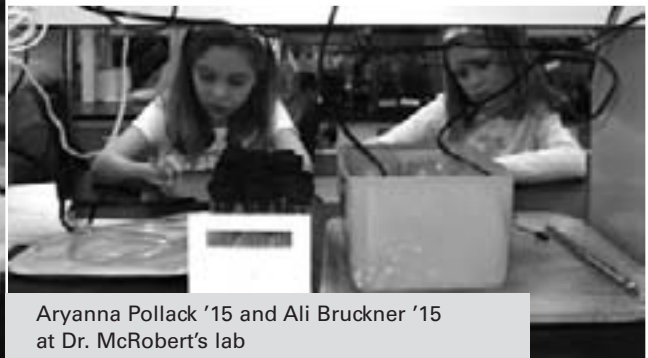 Aryanna Pollack ’15 and Ali Bruckner ’15
at Dr. McRobert’s lab